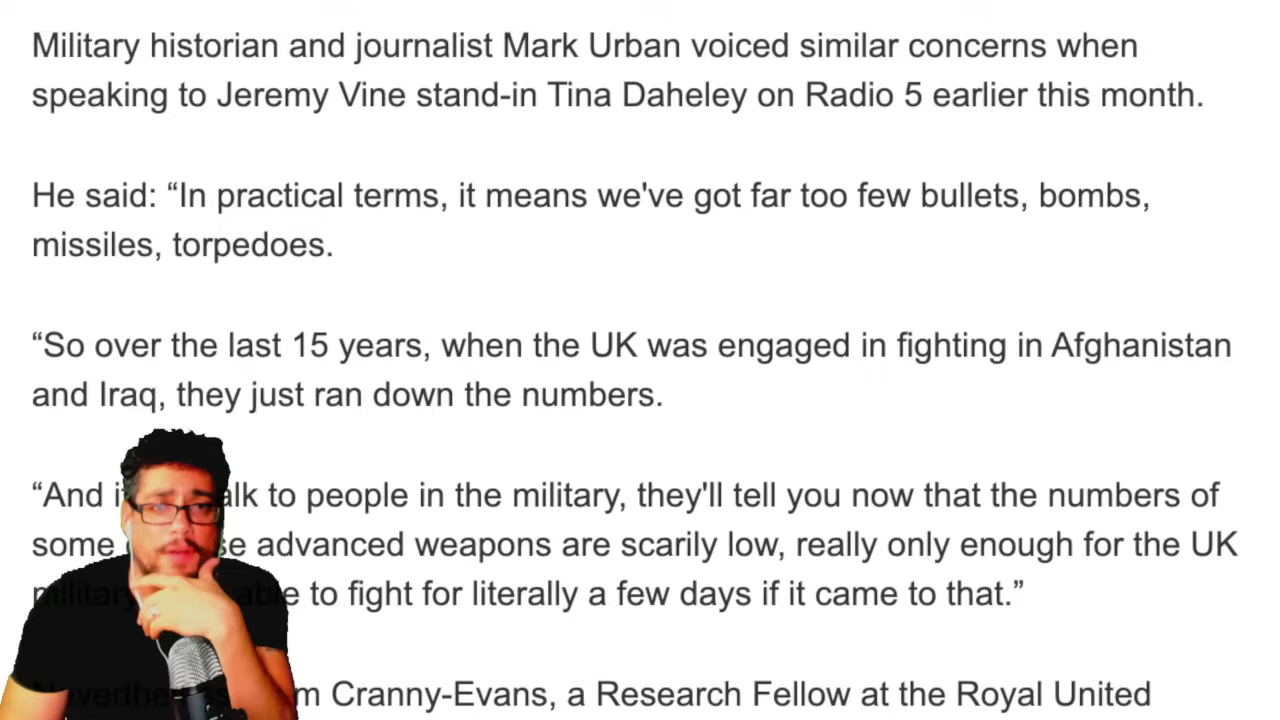 Military historian and journalist Mark Urban voiced similar concerns when
speaking to Jeremy Vine stand-in Tina Daheley on Radio 5 earlier this month.
He said: “In practical terms, it means we've got far too few bullets, bombs,
missiles, torpedoes.
“So over the last 15 years, when the UK was engaged in fighting in Afghanistan
and Iraq, they just ran down the numbers.
“And to people in the military, they'll tell you now that the numbers of
some advanced weapons are scarily low, really only enough for the UK
military to fight for literally a few days if it came to that.”
Cranny-Evans, a Research Fellow at the Royal United